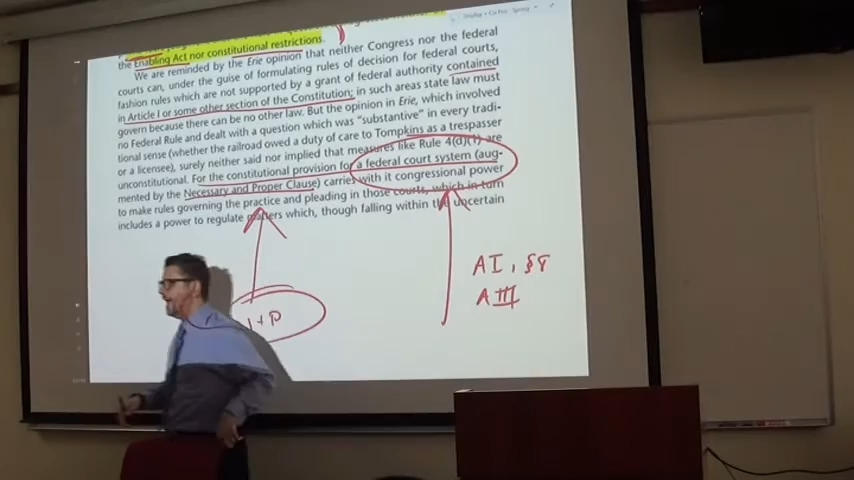 the Enabling Act nor constitutional restrictions.
We are reminded by the Erie opinion that neither Congress nor the federal
courts can, under the guise of formulating rules of decision for federal courts,
fashion rules which are not supported by a grant of federal authority contained
in Article I or some other section of the Constitution; in such areas state law must
govern because there can be no other law. But the opinion in Erie, which involved
no Federal Rule and dealt with a question which was "substantive" in every tradi-
tional sense (whether the railroad owed a duty of care to Tompkins as a trespasser
or a licensee), surely neither said nor implied that measures like Rule 4(d)(1) are
unconstitutional. For the constitutional provision for a federal court system (aug-
mented by the Necessary and Proper Clause) carries with it congressional power
to make rules governing the practice and pleading in those courts, which in turn
includes a power to regulate matters which, though falling within the uncertain
AI, §8
AIII
+ P